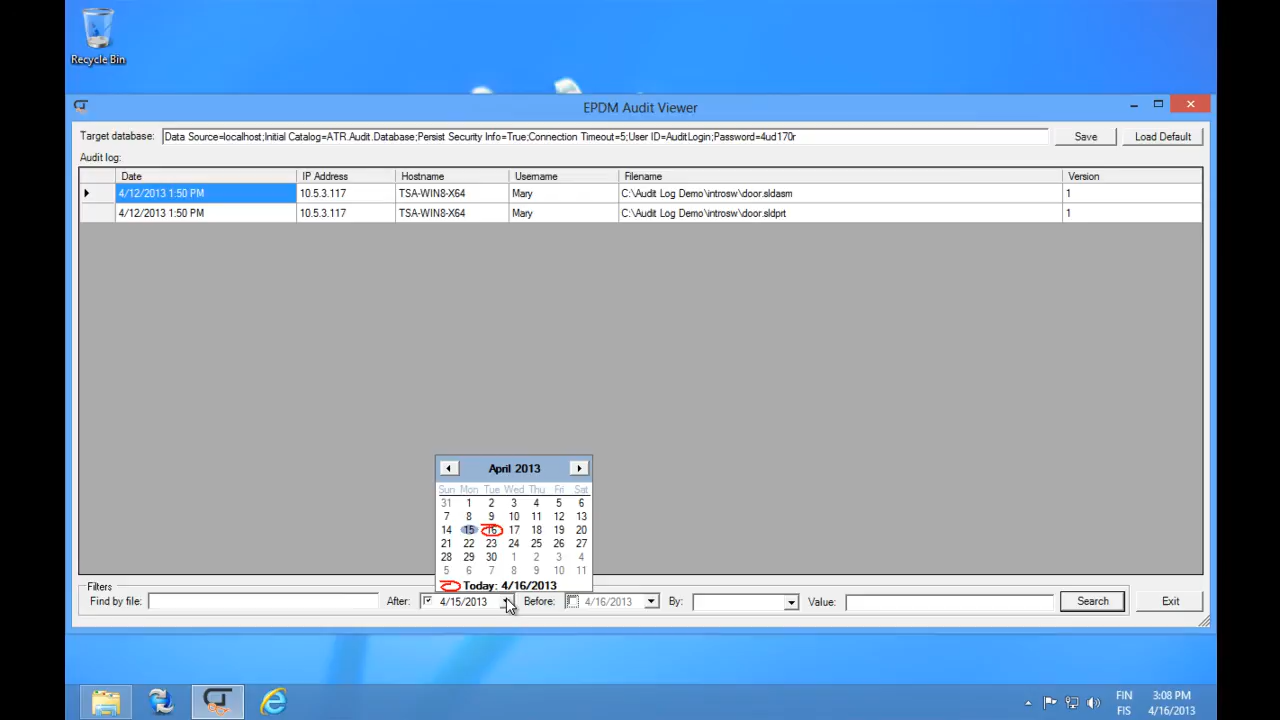 Recycle Bin
EPDM Audit Viewer
Target database: Data Source=localhost;Initial Catalog=ATR.Audit.Database;Persist Security Info=True;Connection Timeout=5;User ID=AuditLogin;Password=4ud170r Save Load Default
Audit log:
Date IP Address Hostname Username Filename Version
4/12/2013 1:50 PM 10.5.3.117 TSA-WIN8-X64 Mary C:\Audit Log Demo\introsw\door.sldasm 1
4/12/2013 1:50 PM 10.5.3.117 TSA-WIN8-X64 Mary C:\Audit Log Demo\introsw\door.sldprt 1
April 2013
Sun Mon Tue Wed Thu Fri Sat
31 1 2 3 4 5 6
7 8 9 10 11 12 13
14 15 16 17 18 19 20
21 22 23 24 25 26 27
28 29 30 1 2 3 4
5 6 7 8 9 10 11
Today: 4/16/2013
Filters
Find by file: After: 4/15/2013 Before: 4/16/2013 By: Value: Search Exit
FIN 3:08 PM
FIS 4/16/2013